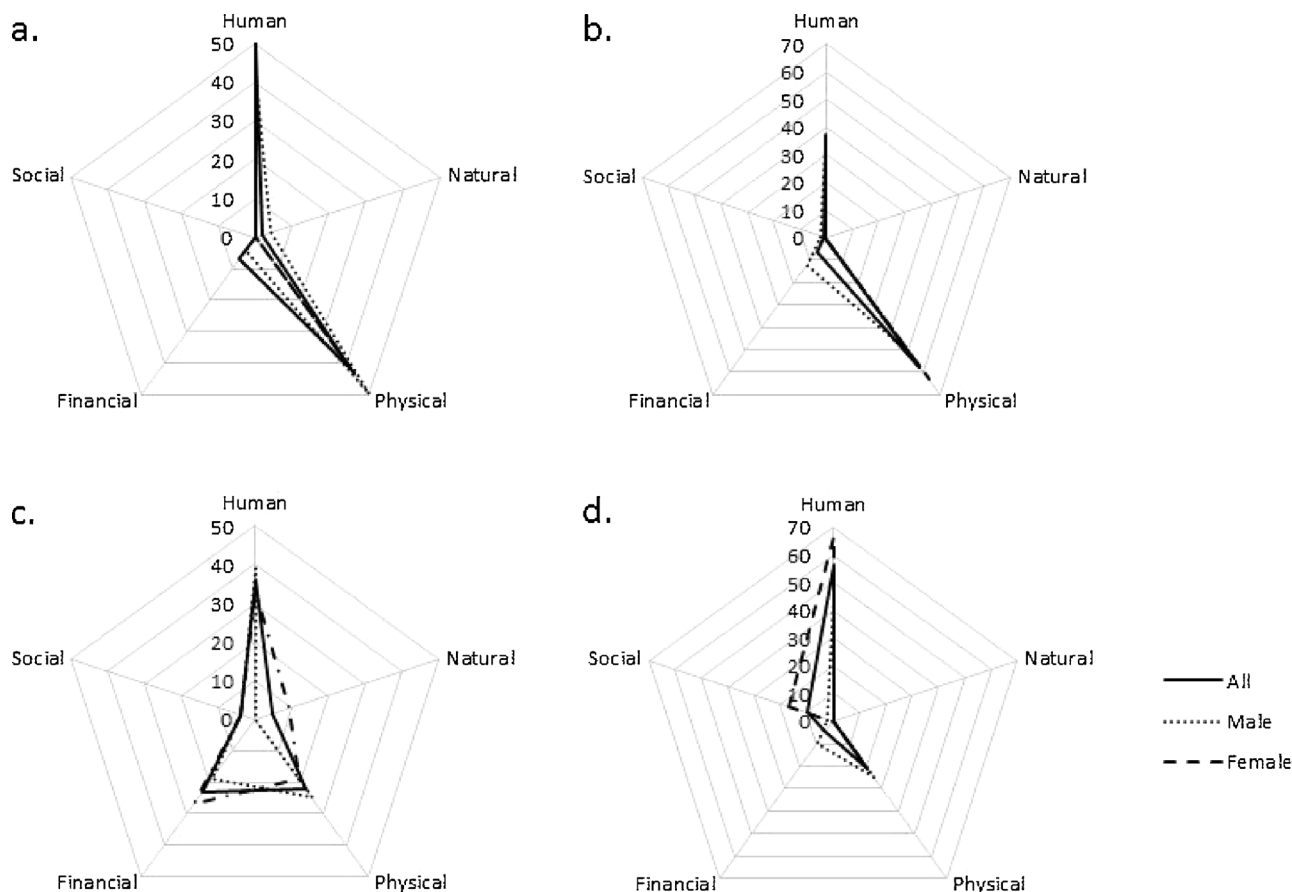 a.
Human
50
40
30
20
10
0
Social
Natural
Financial
Physical
b.
Human
70
60
50
40
30
20
10
0
Social
Natural
Financial
Physical
c.
Human
50
40
30
20
10
0
Social
Natural
Financial
Physical
d.
Human
70
60
50
40
30
20
10
0
Social
Natural
Financial
Physical
All
Male
Female